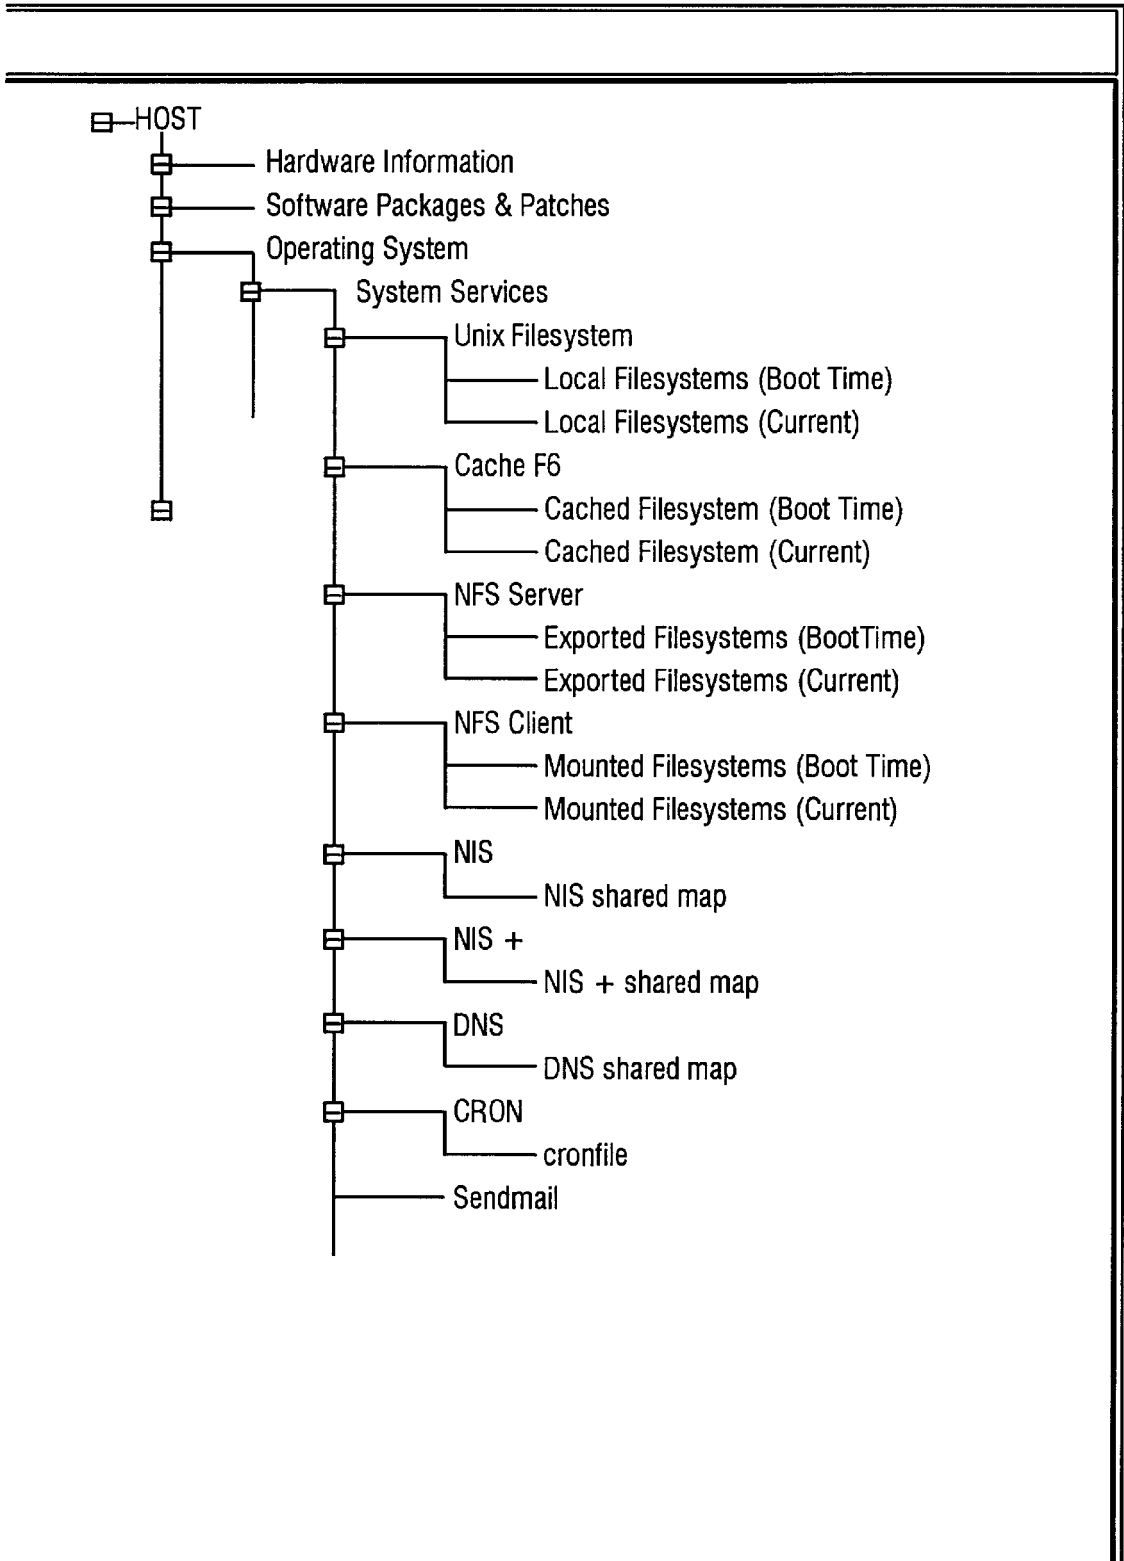 HOST
Hardware Information
Software Packages & Patches
Operating System
System Services
Unix Filesystem
Local Filesystems (Boot Time)
Local Filesystems (Current)
Cache F6
Cached Filesystem (Boot Time)
Cached Filesystem (Current)
NFS Server
Exported Filesystems (BootTime)
Exported Filesystems (Current)
NFS Client
Mounted Filesystems (Boot Time)
Mounted Filesystems (Current)
NIS
NIS shared map
NIS +
NIS + shared map
DNS
DNS shared map
CRON
cronfile
Sendmail